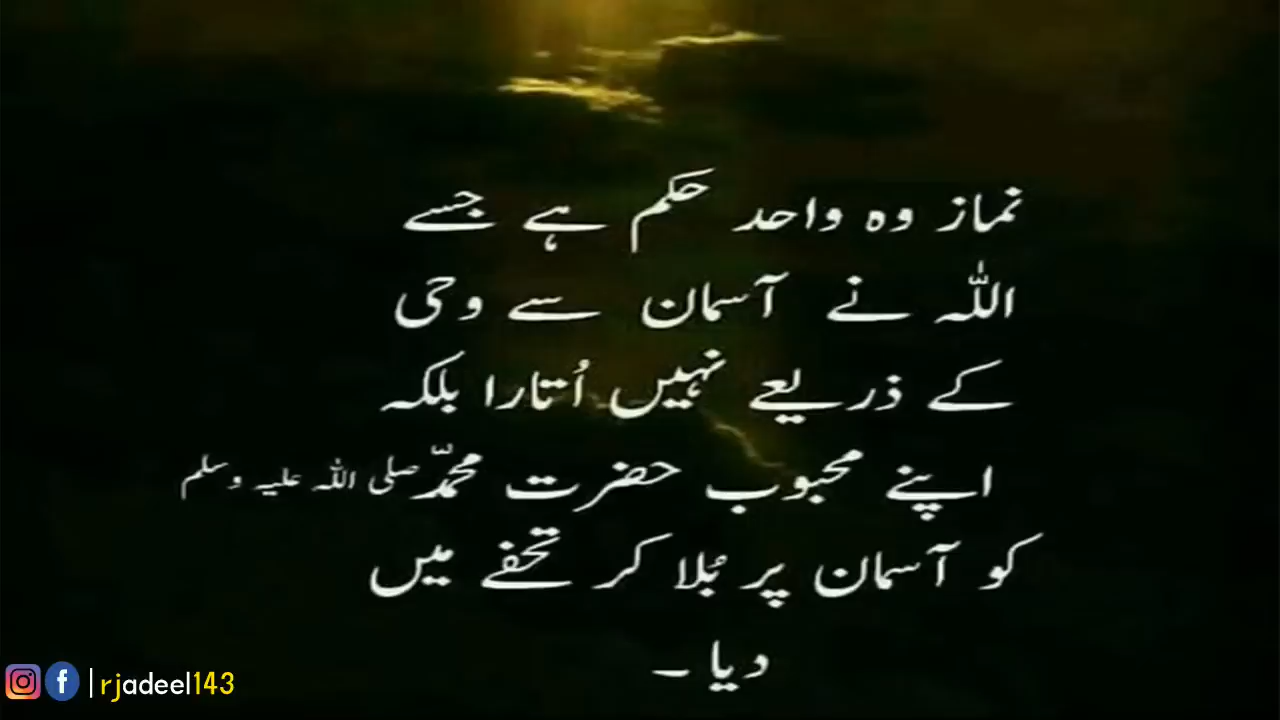 نماز وہ واحد حکم ہے جسے
اللہ نے آسمان سے وحی
کے ذریعے نہیں اُتارا بلکہ
اپنے محبوب حضرت محمدّ صلی اللہ علیہ وسلم
کو آسمان پر بُلا کر تحفے میں
دیا ۔
|rjadeel143